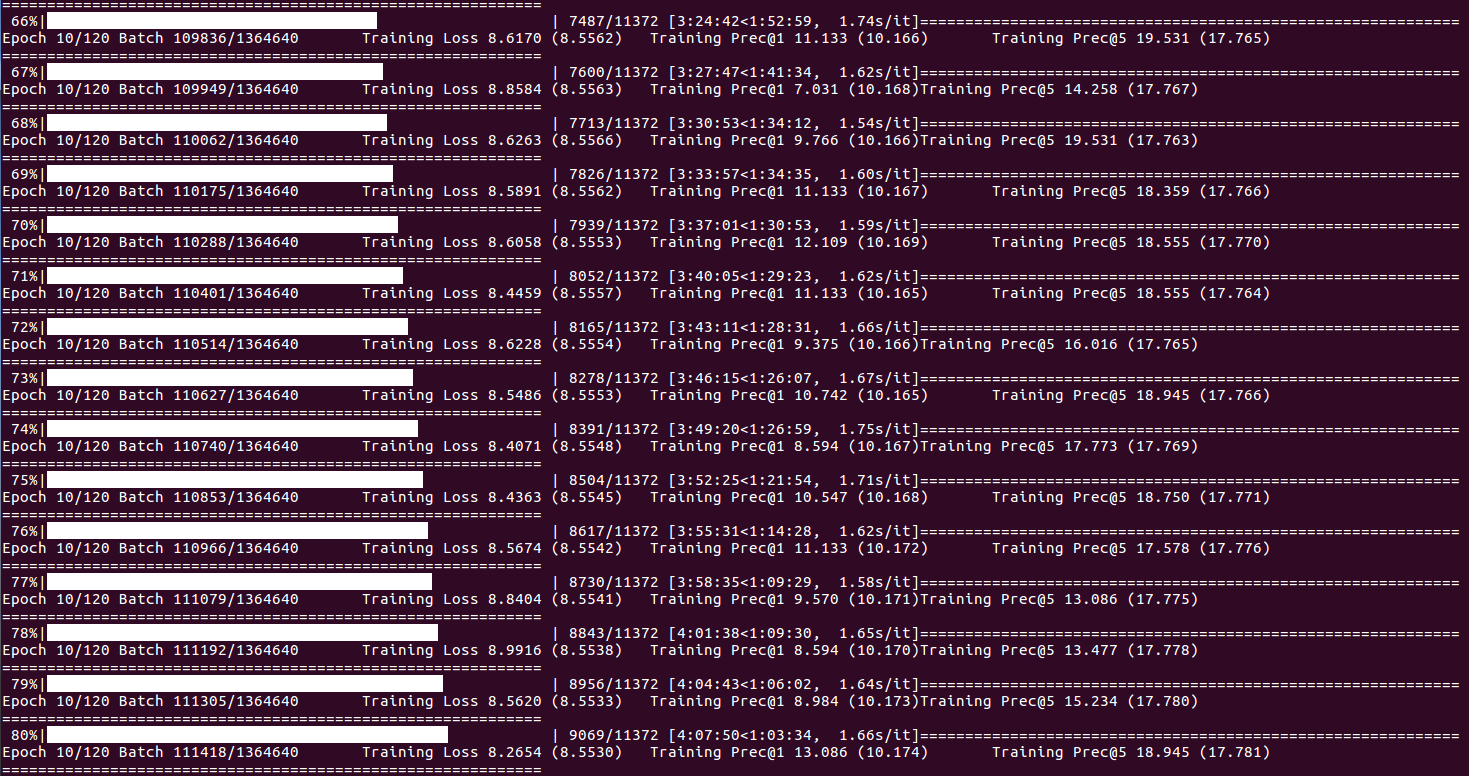 ============================================================
66%| | 7487/11372 [3:24:42<1:52:59, 1.74s/it]============================================================
Epoch 10/120 Batch 109836/1364640 Training Loss 8.6170 (8.5562) Training Prec@1 11.133 (10.166) Training Prec@5 19.531 (17.765)
============================================================
67%| | 7600/11372 [3:27:47<1:41:34, 1.62s/it]============================================================
Epoch 10/120 Batch 109949/1364640 Training Loss 8.8584 (8.5563) Training Prec@1 7.031 (10.168)Training Prec@5 14.258 (17.767)
============================================================
68%| | 7713/11372 [3:30:53<1:34:12, 1.54s/it]============================================================
Epoch 10/120 Batch 110062/1364640 Training Loss 8.6263 (8.5566) Training Prec@1 9.766 (10.166)Training Prec@5 19.531 (17.763)
============================================================
69%| | 7826/11372 [3:33:57<1:34:35, 1.60s/it]============================================================
Epoch 10/120 Batch 110175/1364640 Training Loss 8.5891 (8.5562) Training Prec@1 11.133 (10.167) Training Prec@5 18.359 (17.766)
============================================================
70%| | 7939/11372 [3:37:01<1:30:53, 1.59s/it]============================================================
Epoch 10/120 Batch 110288/1364640 Training Loss 8.6058 (8.5553) Training Prec@1 12.109 (10.169) Training Prec@5 18.555 (17.770)
============================================================
71%| | 8052/11372 [3:40:05<1:29:23, 1.62s/it]============================================================
Epoch 10/120 Batch 110401/1364640 Training Loss 8.4459 (8.5557) Training Prec@1 11.133 (10.165) Training Prec@5 18.555 (17.764)
============================================================
72%| | 8165/11372 [3:43:11<1:28:31, 1.66s/it]============================================================
Epoch 10/120 Batch 110514/1364640 Training Loss 8.6228 (8.5554) Training Prec@1 9.375 (10.166)Training Prec@5 16.016 (17.765)
============================================================
73%| | 8278/11372 [3:46:15<1:26:07, 1.67s/it]============================================================
Epoch 10/120 Batch 110627/1364640 Training Loss 8.5486 (8.5553) Training Prec@1 10.742 (10.165) Training Prec@5 18.945 (17.766)
============================================================
74%| | 8391/11372 [3:49:20<1:26:59, 1.75s/it]============================================================
Epoch 10/120 Batch 110740/1364640 Training Loss 8.4071 (8.5548) Training Prec@1 8.594 (10.167)Training Prec@5 17.773 (17.769)
============================================================
75%| | 8504/11372 [3:52:25<1:21:54, 1.71s/it]============================================================
Epoch 10/120 Batch 110853/1364640 Training Loss 8.4363 (8.5545) Training Prec@1 10.547 (10.168) Training Prec@5 18.750 (17.771)
============================================================
76%| | 8617/11372 [3:55:31<1:14:28, 1.62s/it]============================================================
Epoch 10/120 Batch 110966/1364640 Training Loss 8.5674 (8.5542) Training Prec@1 11.133 (10.172) Training Prec@5 17.578 (17.776)
============================================================
77%| | 8730/11372 [3:58:35<1:09:29, 1.58s/it]============================================================
Epoch 10/120 Batch 111079/1364640 Training Loss 8.8404 (8.5541) Training Prec@1 9.570 (10.171)Training Prec@5 13.086 (17.775)
============================================================
78%| | 8843/11372 [4:01:38<1:09:30, 1.65s/it]============================================================
Epoch 10/120 Batch 111192/1364640 Training Loss 8.9916 (8.5538) Training Prec@1 8.594 (10.170)Training Prec@5 13.477 (17.778)
============================================================
79%| | 8956/11372 [4:04:43<1:06:02, 1.64s/it]============================================================
Epoch 10/120 Batch 111305/1364640 Training Loss 8.5620 (8.5533) Training Prec@1 8.984 (10.173)Training Prec@5 15.234 (17.780)
============================================================
80%| | 9069/11372 [4:07:50<1:03:34, 1.66s/it]============================================================
Epoch 10/120 Batch 111418/1364640 Training Loss 8.2654 (8.5530) Training Prec@1 13.086 (10.174) Training Prec@5 18.945 (17.781)
============================================================